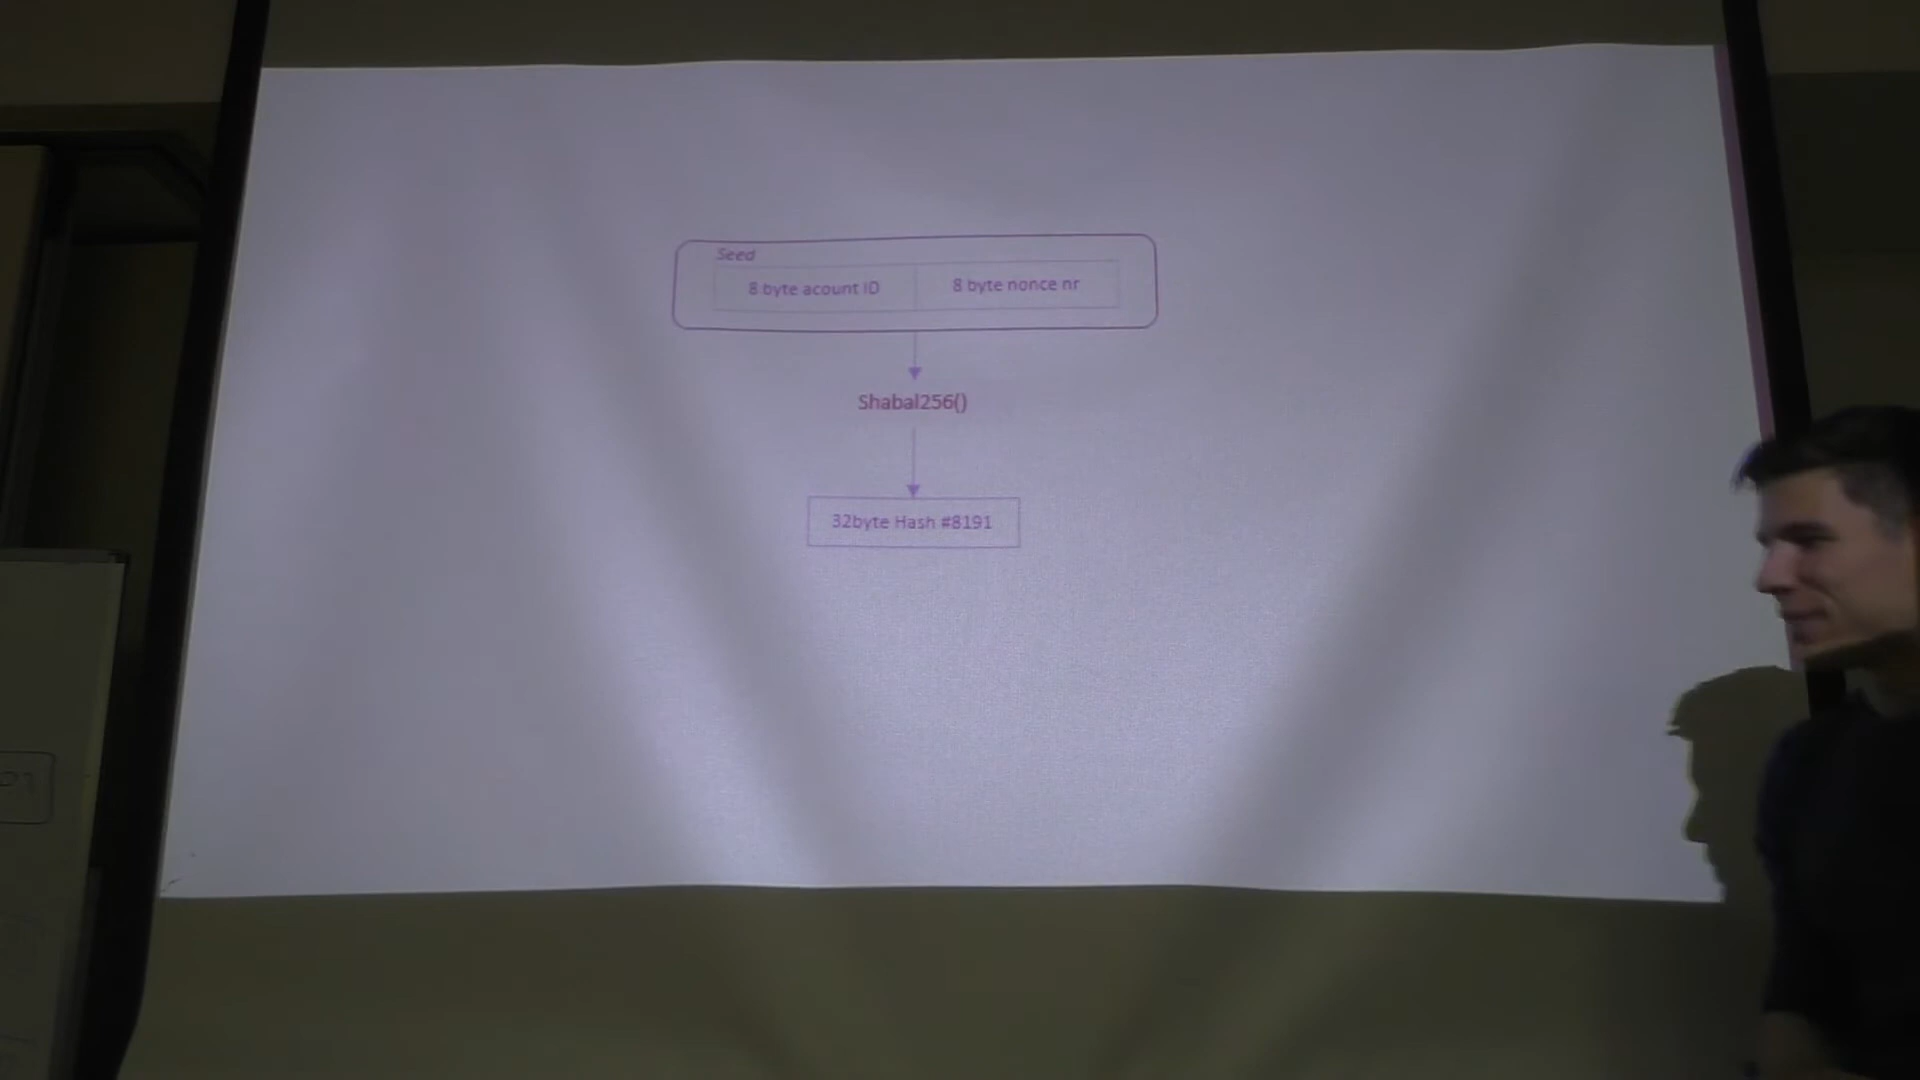 Seed
8 byte acount ID 8 byte nonce nr
Shabal256()
32byte Hash #8191